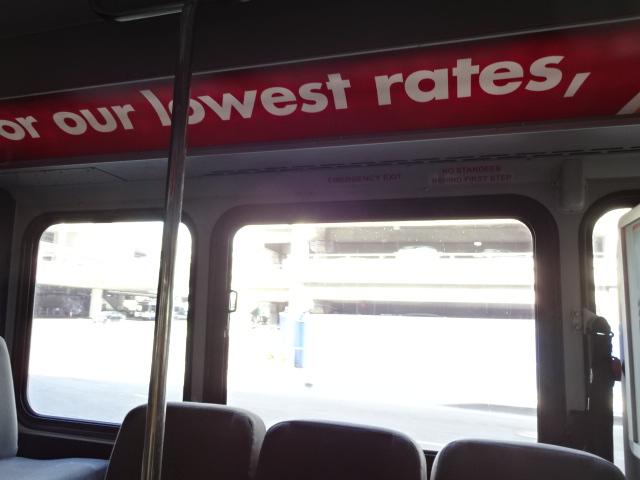 or our lowest rates,
EMERGENCY EXIT
NO STANDEES
BEHIND FIRST STEP